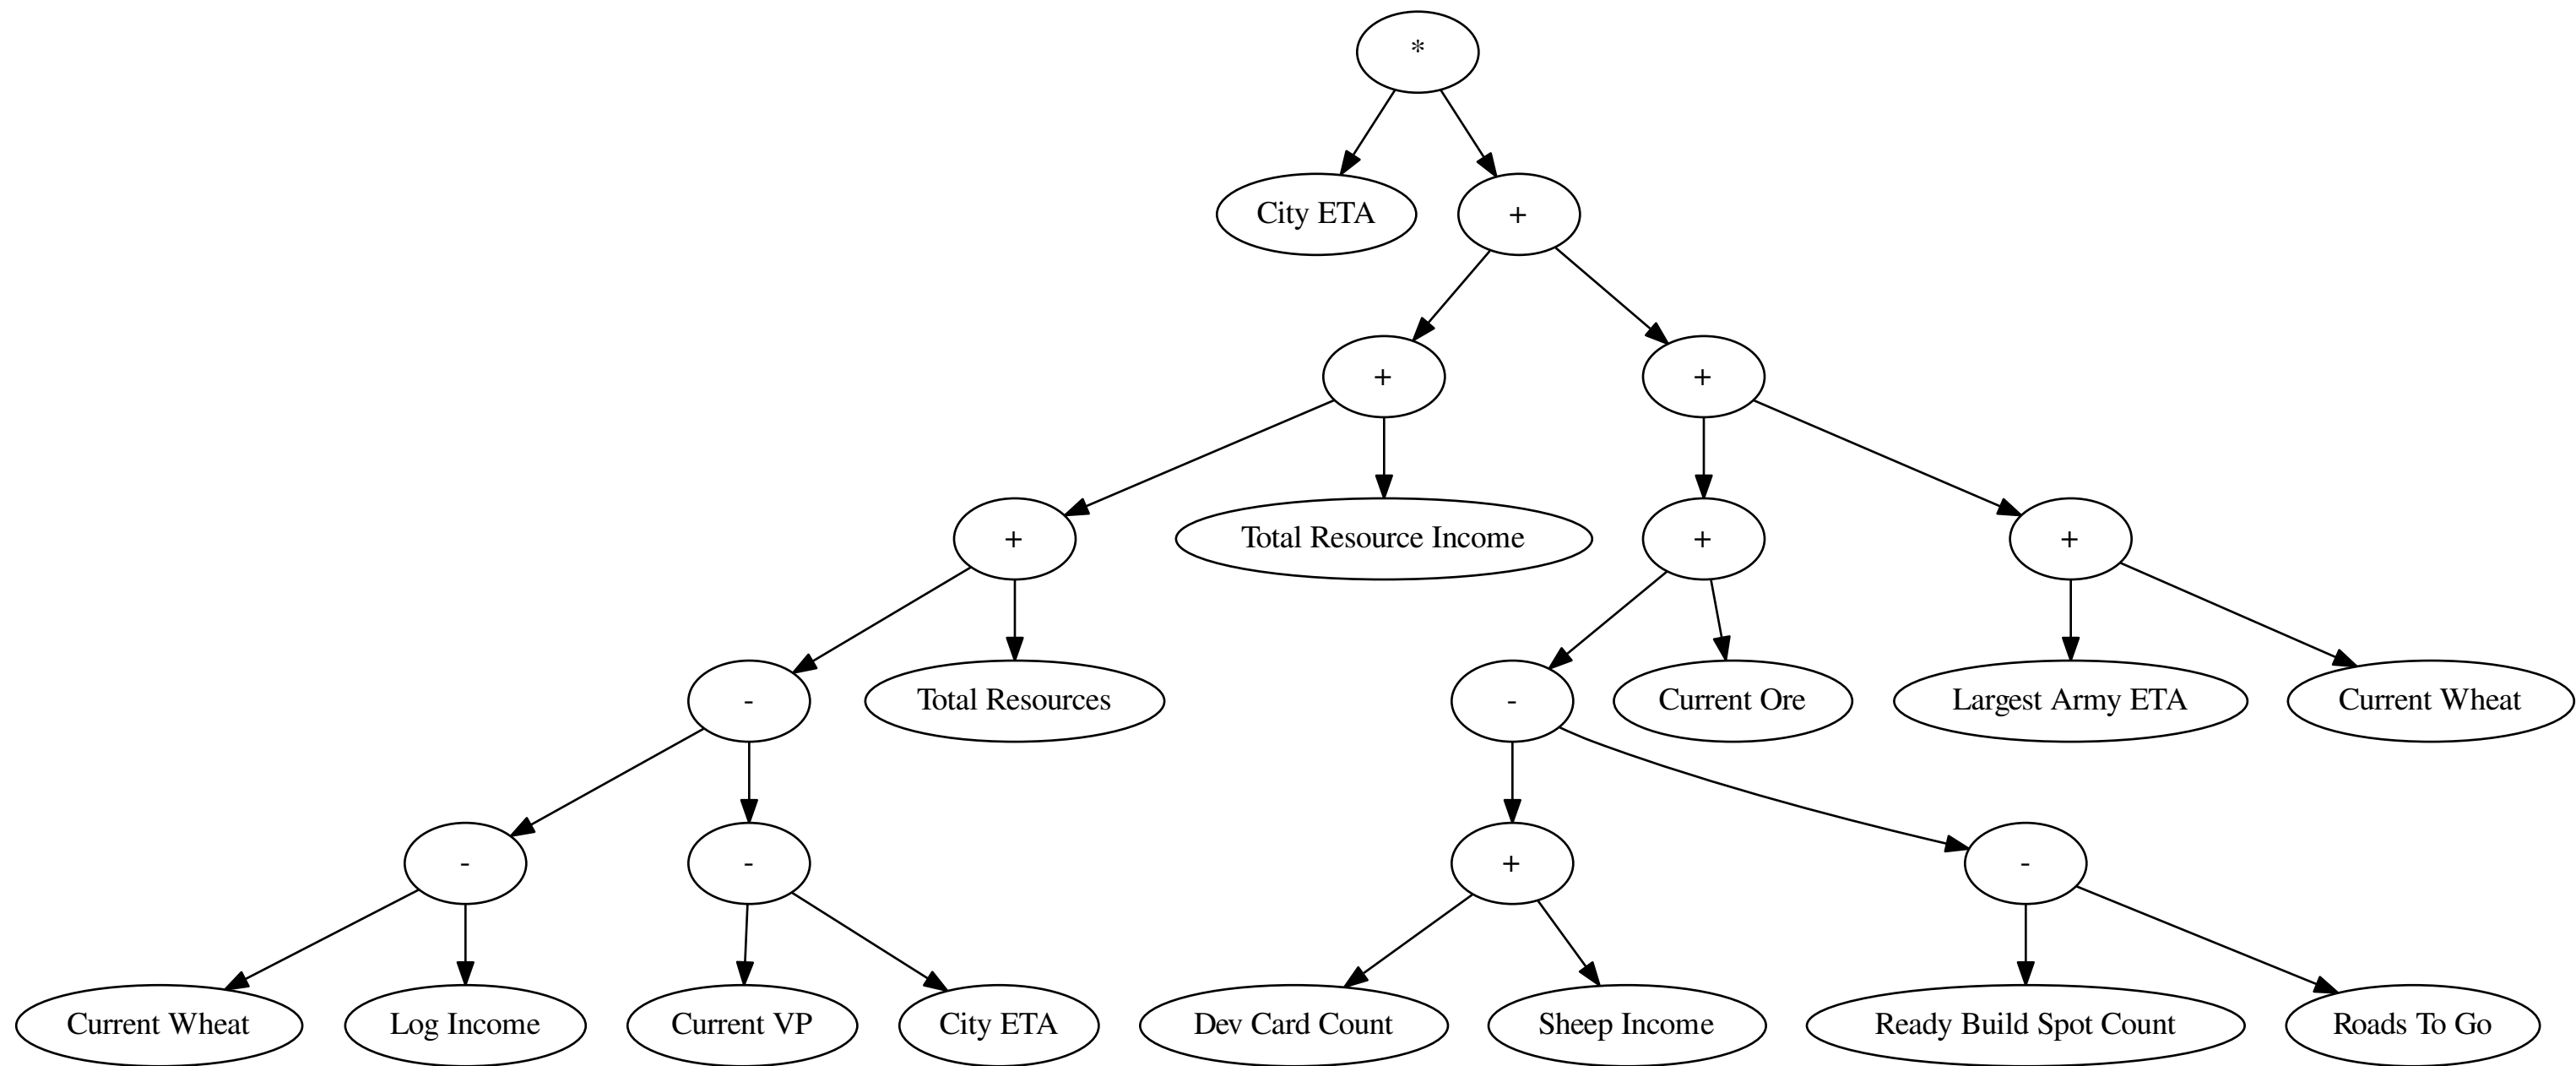 *
City ETA
+
+
+
+
Total Resource Income
+
+
-
Total Resources
-
Current Ore
Largest Army ETA
Current Wheat
-
-
+
-
Current Wheat
Log Income
Current VP
City ETA
Dev Card Count
Sheep Income
Ready Build Spot Count
Roads To Go